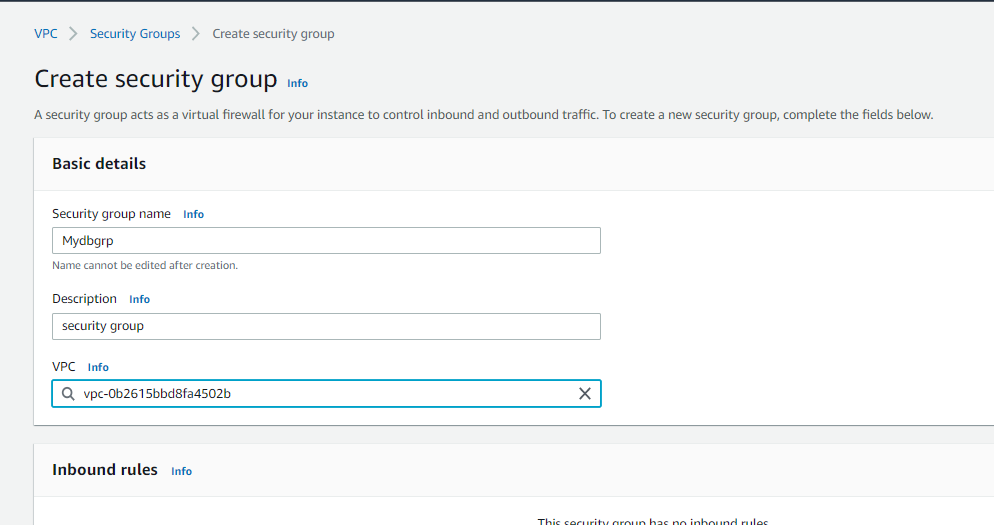 VPC > Security Groups > Create security group
Create security group Info
A security group acts as a virtual firewall for your instance to control inbound and outbound traffic. To create a new security group, complete the fields below.
Basic details
Security group name Info
Mydbgrp
Name cannot be edited after creation.
Description Info
security group
VPC Info
vpc-0b2615bbd8fa4502b
Inbound rules Info
This security group has no inbound rules.